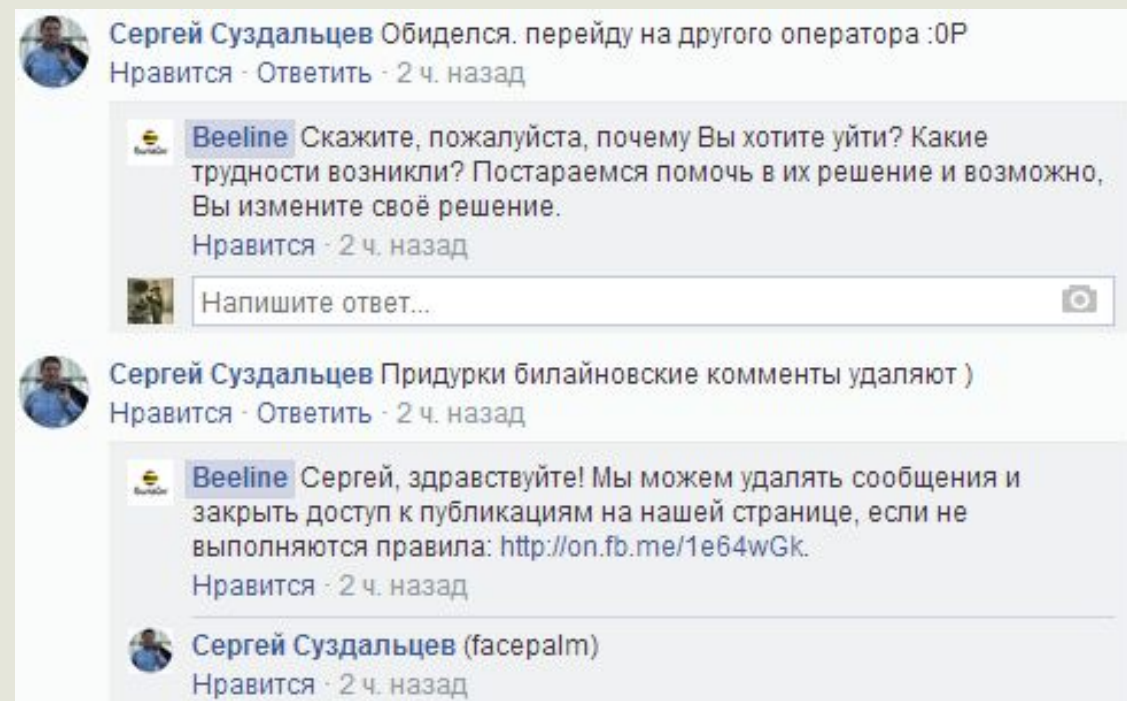 Сергей Суздальцев Обиделся. перейду на другого оператора :0P
Нравится · Ответить · 2 ч. назад
Beeline Скажите, пожалуйста, почему Вы хотите уйти? Какие
трудности возникли? Постараемся помочь в их решение и возможно,
Вы измените своё решение.
Нравится · 2 ч. назад
Напишите ответ...
Сергей Суздальцев Придурки билайновские комменты удаляют )
Нравится · Ответить · 2 ч. назад
Beeline Сергей, здравствуйте! Мы можем удалять сообщения и
закрыть доступ к публикациям на нашей странице, если не
выполняются правила: http://on.fb.me/1e64wGk.
Нравится · 2 ч. назад
Сергей Суздальцев (facepalm)
Нравится · 2 ч. назад